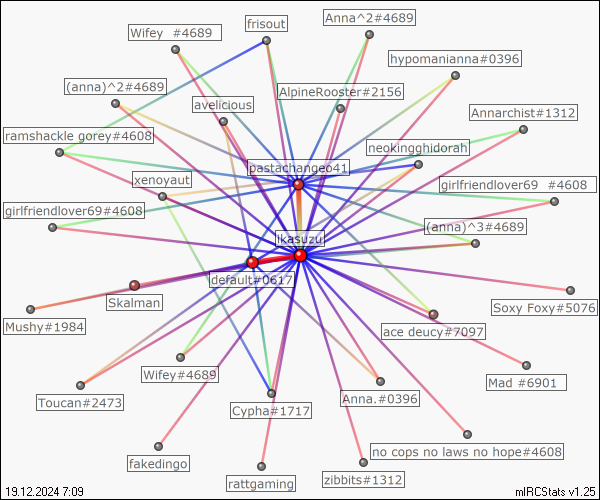 Wifey  #4689
frisout
Anna^2#4689
hypomanianna#0396
(anna)^2#4689
avelicious
AlpineRooster#2156
Annarchist#1312
ramshackle gorey#4608
neokingghidorah
pastachangeo41
xenoyaut
girlfriendlover69  #4608
girlfriendlover69#4608
(anna)^3#4689
ikasuzu
default#0617
Skalman
Soxy Foxy#5076
Mushy#1984
ace deucy#7097
Wifey#4689
Mad #6901
Toucan#2473
Cypha#1717
Anna.#0396
no cops no laws no hope#4608
fakedingo
rattgaming
zibbits#1312
19.12.2024 7:09
mIRCStats v1.25